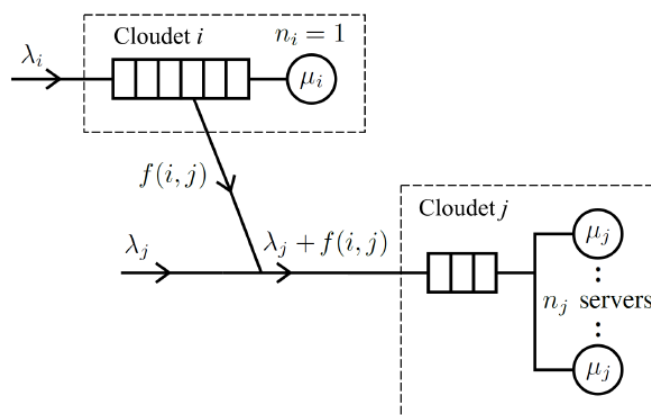 Cloudet i
n_i = 1
λ_i
μ_i
f(i, j)
Cloudet j
λ_j
λ_j + f(i, j)
μ_j
n_j servers
μ_j